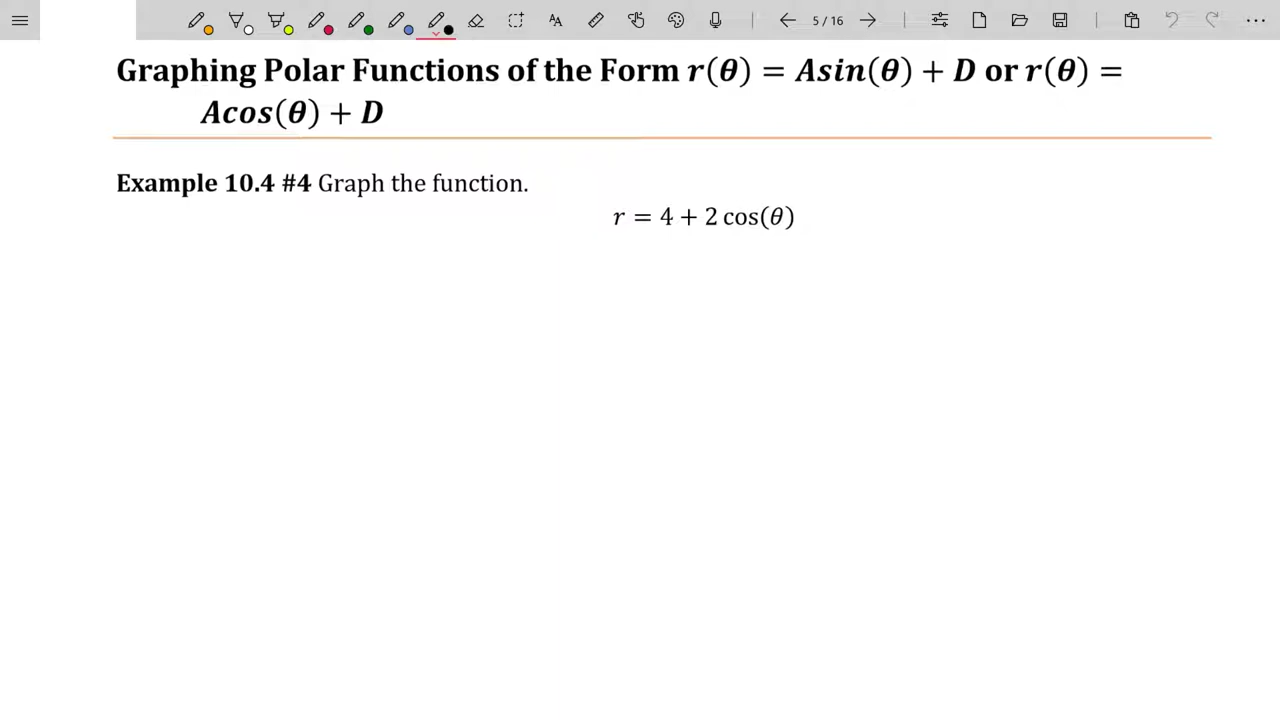 5 / 16
Graphing Polar Functions of the Form r(θ) = Asin(θ) + D or r(θ) =
Acos(θ) + D
Example 10.4 #4 Graph the function.
r = 4 + 2 cos(θ)